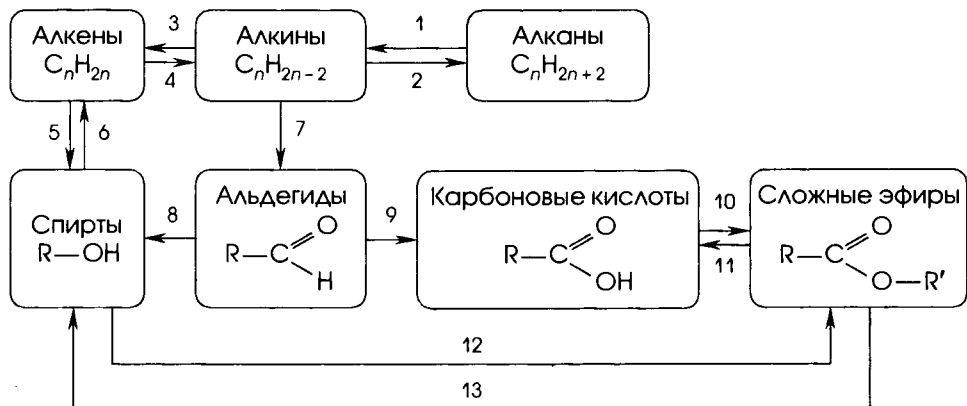 Алкены
CₙH₂ₙ
3
4
Алкины
CₙH₂ₙ₋₂
1
2
Алканы
CₙH₂ₙ₊₂
5
6
7
Спирты
R—OH
8
Альдегиды
R—C
O
H
9
Карбоновые кислоты
R—C
O
OH
10
11
Сложные эфиры
R—C
O
O—R′
12
13